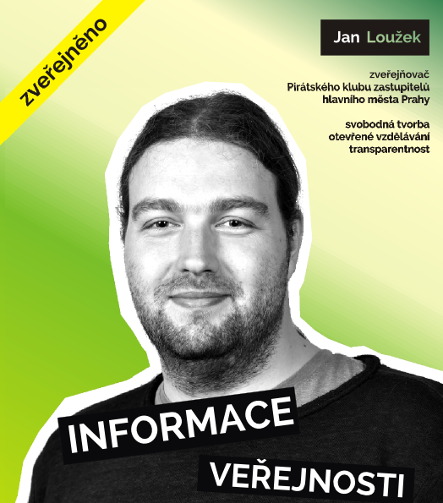 zveřejněno
Jan Loužek
zveřejňovač
Pirátského klubu zastupitelů
hlavního města Prahy
svobodná tvorba
otevřené vzdělávání
transparentnost
INFORMACE
VEŘEJNOSTI